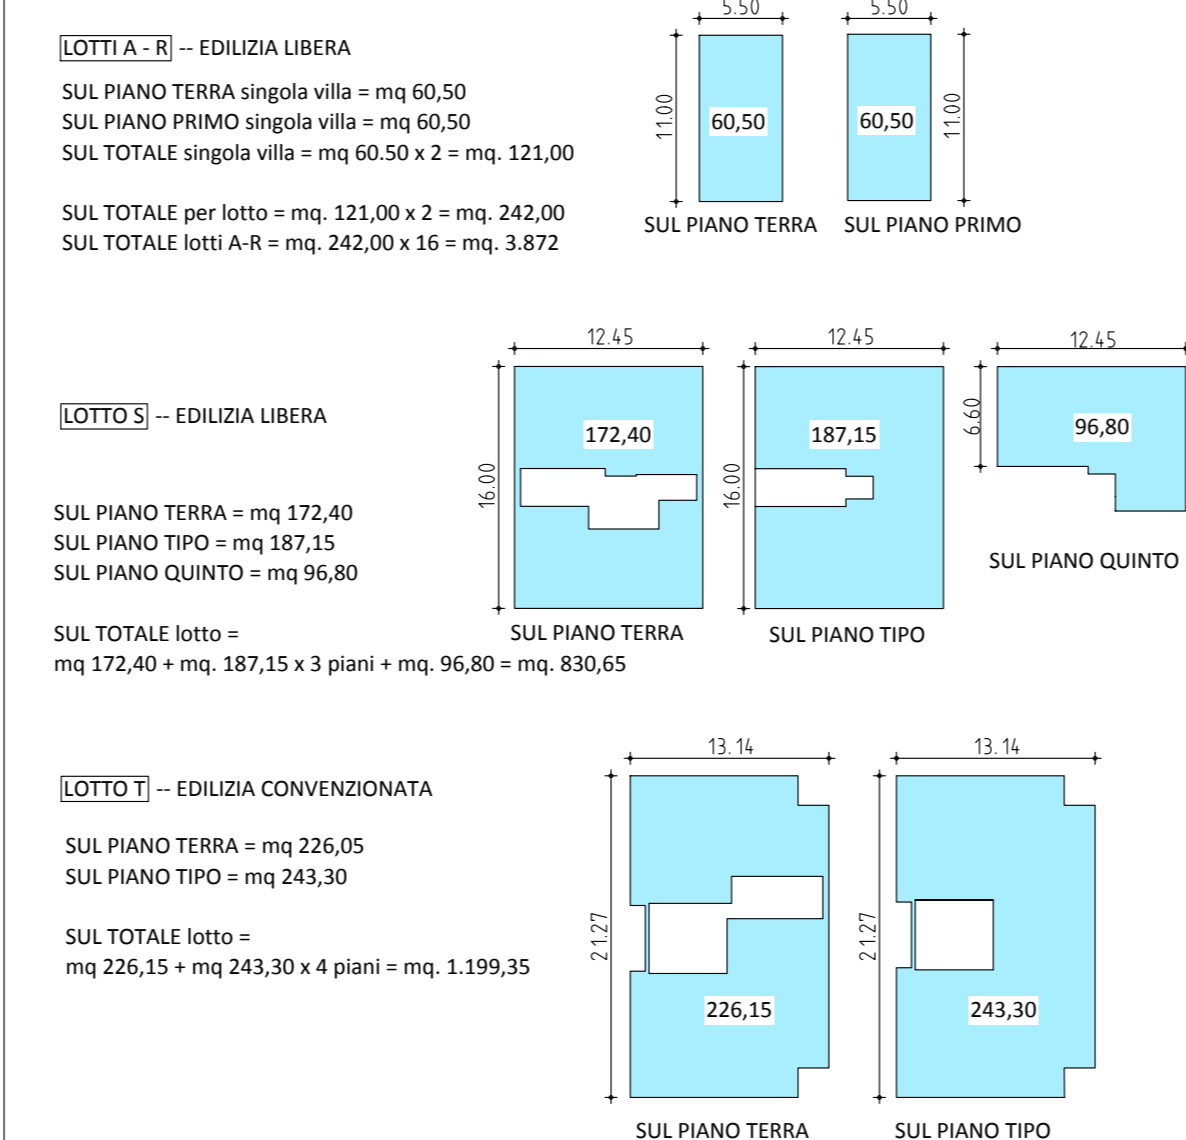 5.50
5.50
LOTTI A - R -- EDILIZIA LIBERA
SUL PIANO TERRA singola villa = mq 60,50
SUL PIANO PRIMO singola villa = mq 60,50
SUL TOTALE singola villa = mq 60.50 x 2 = mq. 121,00
SUL TOTALE per lotto = mq. 121,00 x 2 = mq. 242,00
SUL TOTALE lotti A-R = mq. 242,00 x 16 = mq. 3.872
11.00
60,50
60,50
11.00
SUL PIANO TERRA
SUL PIANO PRIMO
LOTTO S -- EDILIZIA LIBERA
SUL PIANO TERRA = mq 172,40
SUL PIANO TIPO = mq 187,15
SUL PIANO QUINTO = mq 96,80
SUL TOTALE lotto =
mq 172,40 + mq. 187,15 x 3 piani + mq. 96,80 = mq. 830,65
12.45
12.45
12.45
16.00
172,40
16.00
187,15
6.60
96,80
SUL PIANO TERRA
SUL PIANO TIPO
SUL PIANO QUINTO
LOTTO T -- EDILIZIA CONVENZIONATA
SUL PIANO TERRA = mq 226,05
SUL PIANO TIPO = mq 243,30
SUL TOTALE lotto =
mq 226,15 + mq 243,30 x 4 piani = mq. 1.199,35
13.14
13.14
21.27
226,15
21.27
243,30
SUL PIANO TERRA
SUL PIANO TIPO